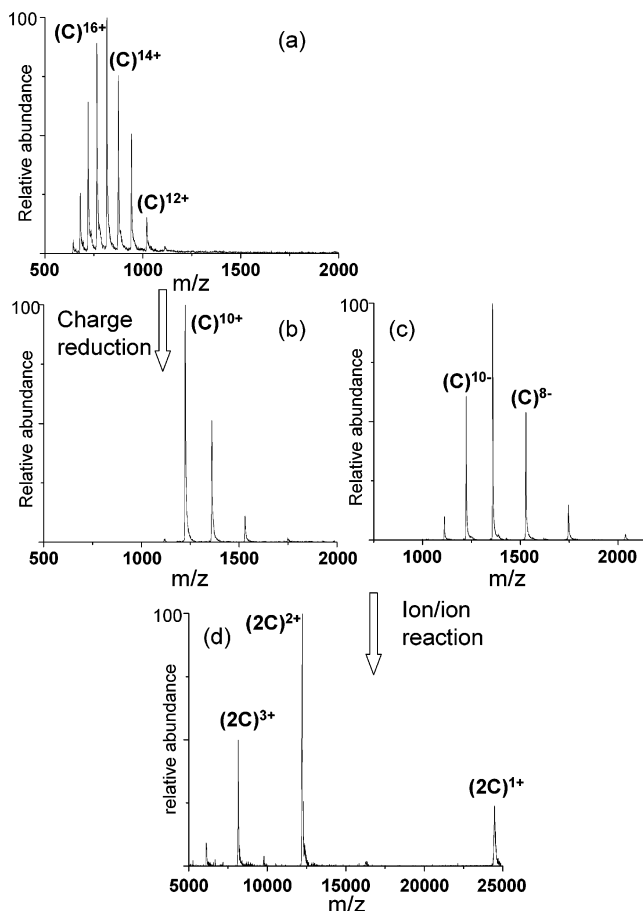 100
(C)16+
(a)
(C)14+
Relative abundance
(C)12+
500 1000 1500 2000
m/z
Charge
reduction
100
(C)10+
(b)
Relative abundance
500 1000 1500 2000
m/z
100
(c)
(C)10-
(C)8-
Relative abundance
1000 1500 2000
m/z
Ion/ion
reaction
100
(d)
(2C)2+
(2C)3+
(2C)1+
relative abundance
5000 10000 15000 20000 25000
m/z